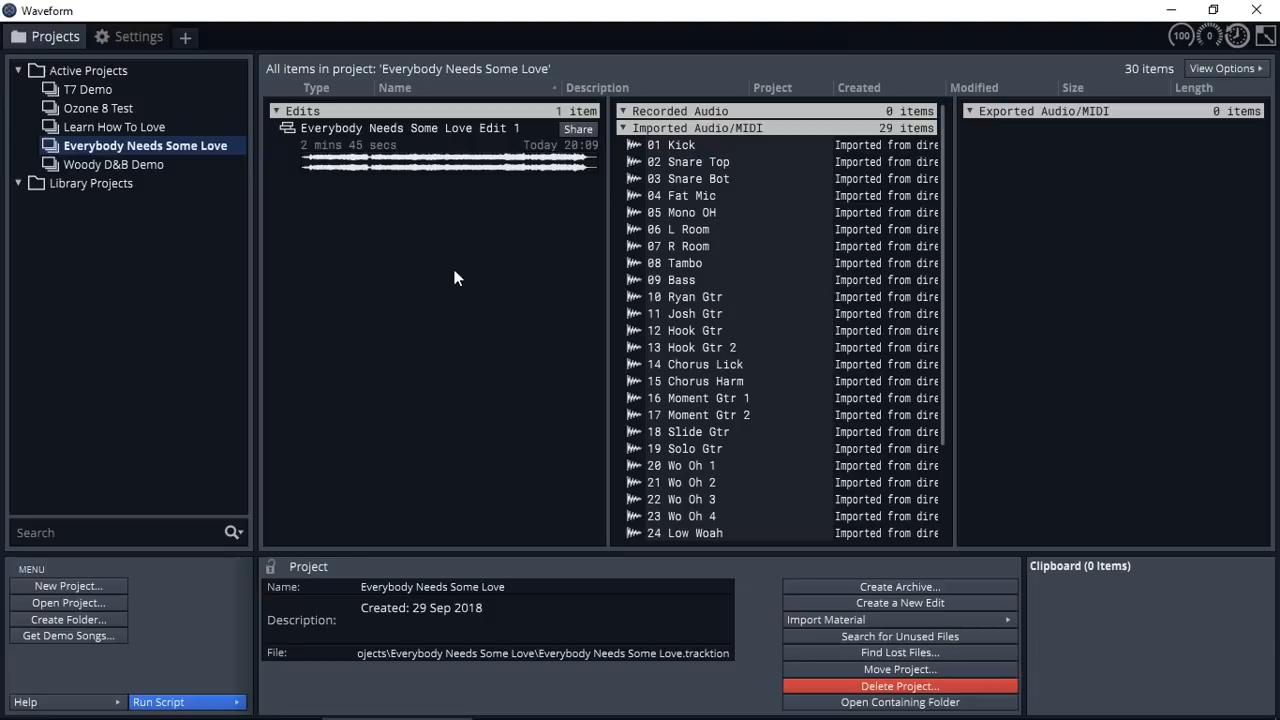 Waveform
Projects
Settings
+
100
0
Active Projects
T7 Demo
Ozone 8 Test
Learn How To Love
Everybody Needs Some Love
Woody D&B Demo
Library Projects
Search
All items in project: 'Everybody Needs Some Love'
30 items
View Options
Type
Name
Description
Project
Created
Modified
Size
Length
Edits
1 item
Everybody Needs Some Love Edit 1
Share
2 mins 45 secs
Today 20:09
Recorded Audio
0 items
Imported Audio/MIDI
29 items
01 Kick Imported from dire
02 Snare Top Imported from dire
03 Snare Bot Imported from dire
04 Fat Mic Imported from dire
05 Mono OH Imported from dire
06 L Room Imported from dire
07 R Room Imported from dire
08 Tambo Imported from dire
09 Bass Imported from dire
10 Ryan Gtr Imported from dire
11 Josh Gtr Imported from dire
12 Hook Gtr Imported from dire
13 Hook Gtr 2 Imported from dire
14 Chorus Lick Imported from dire
15 Chorus Harm Imported from dire
16 Moment Gtr 1 Imported from dire
17 Moment Gtr 2 Imported from dire
18 Slide Gtr Imported from dire
19 Solo Gtr Imported from dire
20 Wo Oh 1 Imported from dire
21 Wo Oh 2 Imported from dire
22 Wo Oh 3 Imported from dire
23 Wo Oh 4 Imported from dire
24 Low Woah Imported from dire
Exported Audio/MIDI
0 items
MENU
New Project...
Open Project...
Create Folder...
Get Demo Songs...
Help
Run Script
Project
Name: Everybody Needs Some Love
Created: 29 Sep 2018
Description:
File: ojects\Everybody Needs Some Love\Everybody Needs Some Love.tracktion
Create Archive...
Create a New Edit
Import Material
Search for Unused Files
Find Lost Files...
Move Project...
Delete Project...
Open Containing Folder
Clipboard (0 Items)